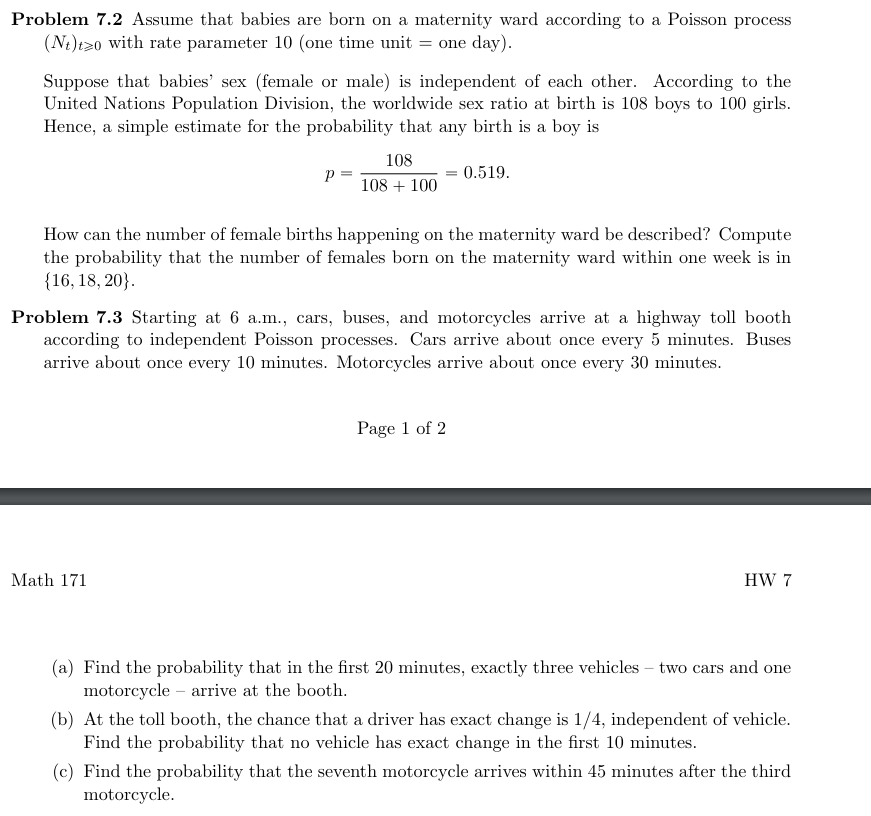 Problem 7.2 Assume that babies are born on a maternity ward according to a Poisson process
(Nₜ)ₜ⩾₀ with rate parameter 10 (one time unit = one day).
Suppose that babies' sex (female or male) is independent of each other. According to the
United Nations Population Division, the worldwide sex ratio at birth is 108 boys to 100 girls.
Hence, a simple estimate for the probability that any birth is a boy is
p = 108 / (108 + 100) = 0.519.
How can the number of female births happening on the maternity ward be described? Compute
the probability that the number of females born on the maternity ward within one week is in
{16, 18, 20}.
Problem 7.3 Starting at 6 a.m., cars, buses, and motorcycles arrive at a highway toll booth
according to independent Poisson processes. Cars arrive about once every 5 minutes. Buses
arrive about once every 10 minutes. Motorcycles arrive about once every 30 minutes.
Page 1 of 2
Math 171 HW 7
(a) Find the probability that in the first 20 minutes, exactly three vehicles – two cars and one
motorcycle – arrive at the booth.
(b) At the toll booth, the chance that a driver has exact change is 1/4, independent of vehicle.
Find the probability that no vehicle has exact change in the first 10 minutes.
(c) Find the probability that the seventh motorcycle arrives within 45 minutes after the third
motorcycle.